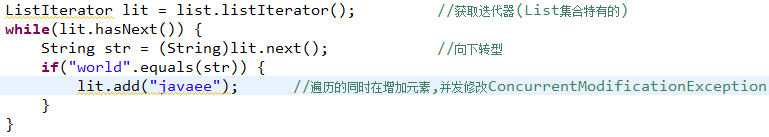 ListIterator lit = list.listIterator(); //获取迭代器(List集合特有的)
while(lit.hasNext()) {
String str = (String)lit.next(); //向下转型
if("world".equals(str)) {
lit.add("javaee"); //遍历的同时在增加元素,并发修改ConcurrentModificationException
}
}